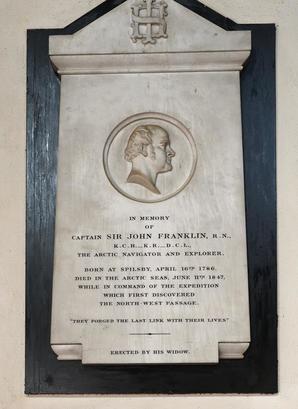 IN MEMORY
OF
CAPTAIN SIR JOHN FRANKLIN, R.N.,
K.C.H., K.R., D.C.L.,
THE ARCTIC NAVIGATOR AND EXPLORER.
BORN AT SPILSBY, APRIL 16TH 1786.
DIED IN THE ARCTIC SEAS, JUNE 11TH 1847,
WHILE IN COMMAND OF THE EXPEDITION
WHICH FIRST DISCOVERED
THE NORTH-WEST PASSAGE.
"THEY FORGED THE LAST LINK WITH THEIR LIVES"
ERECTED BY HIS WIDOW.